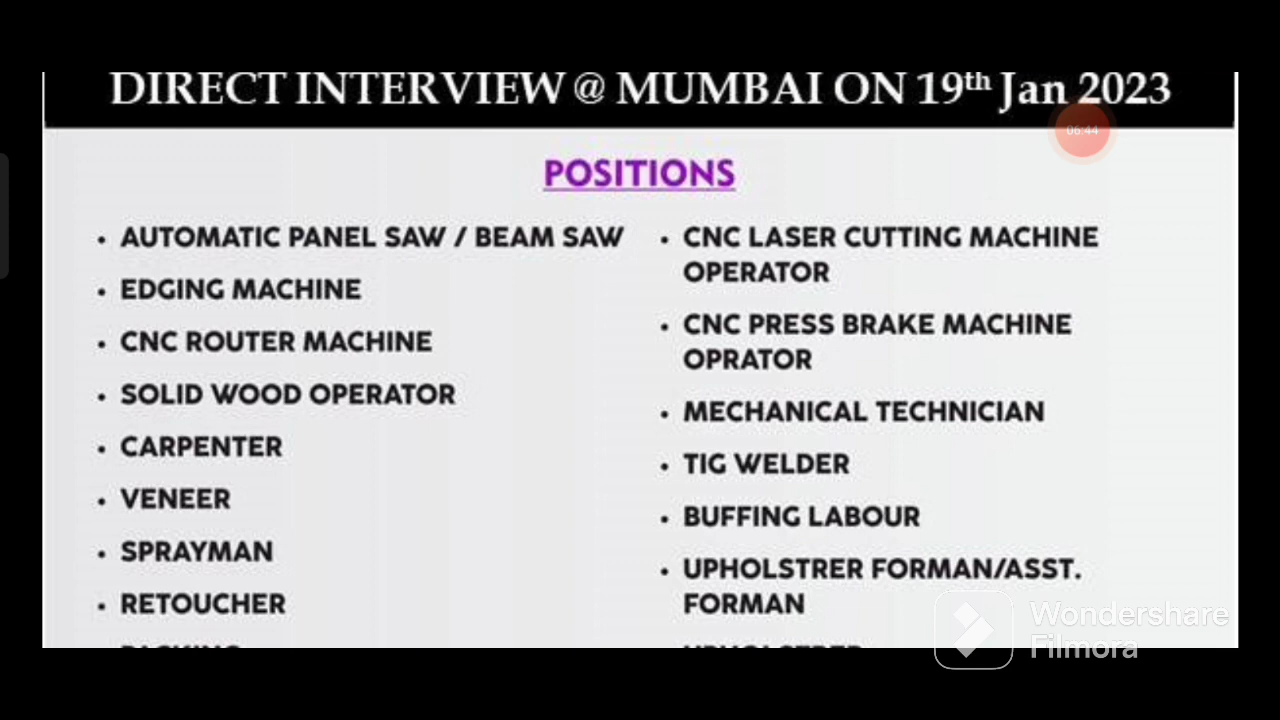 DIRECT INTERVIEW @ MUMBAI ON 19th Jan 2023
06:44
POSITIONS
• AUTOMATIC PANEL SAW / BEAM SAW
• EDGING MACHINE
• CNC ROUTER MACHINE
• SOLID WOOD OPERATOR
• CARPENTER
• VENEER
• SPRAYMAN
• RETOUCHER
• CNC LASER CUTTING MACHINE
OPERATOR
• CNC PRESS BRAKE MACHINE
OPRATOR
• MECHANICAL TECHNICIAN
• TIG WELDER
• BUFFING LABOUR
• UPHOLSTRER FORMAN/ASST.
FORMAN
Wondershare
Filmora